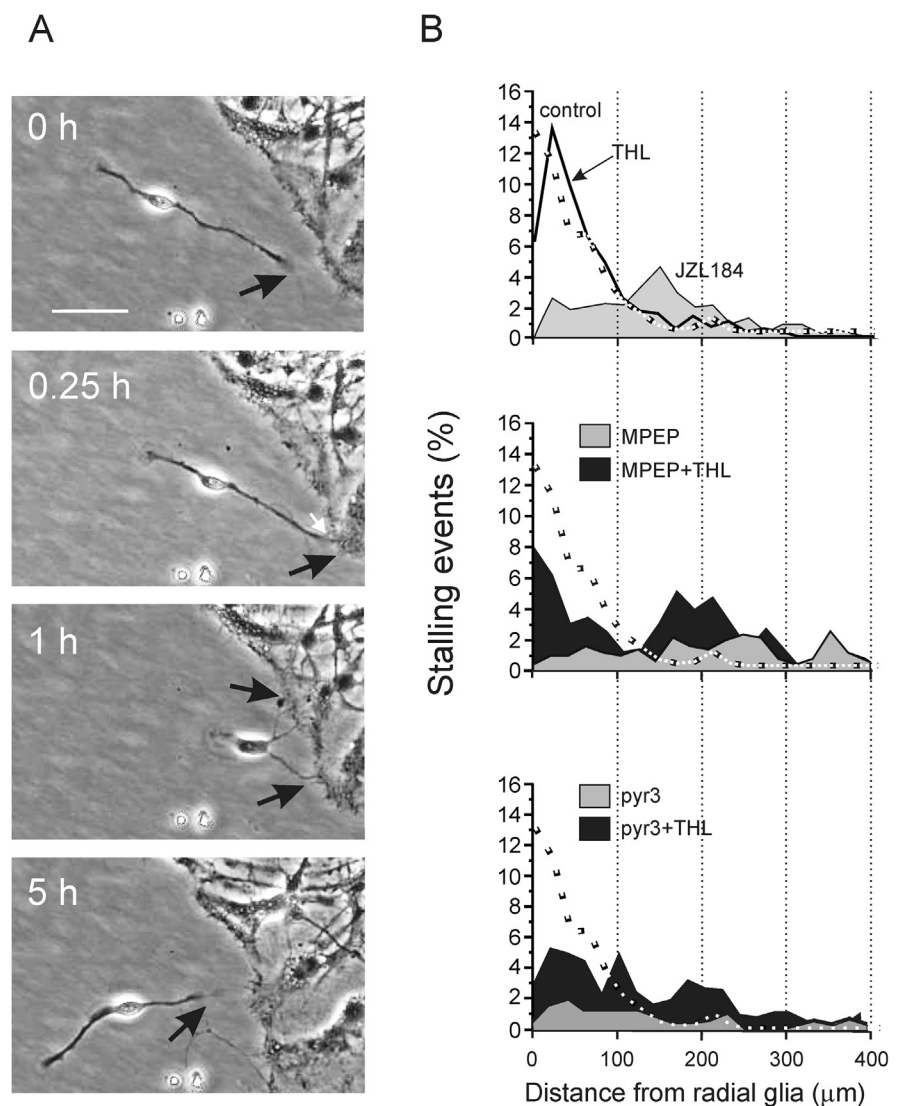 A
0 h
0.25 h
1 h
5 h
B
Stalling events (%)
16
14
12
10
8
6
4
2
0
control
THL
JZL184
16
14
12
10
8
6
4
2
0
MPEP
MPEP+THL
16
14
12
10
8
6
4
2
0
pyr3
pyr3+THL
0 100 200 300 400
Distance from radial glia (μm)